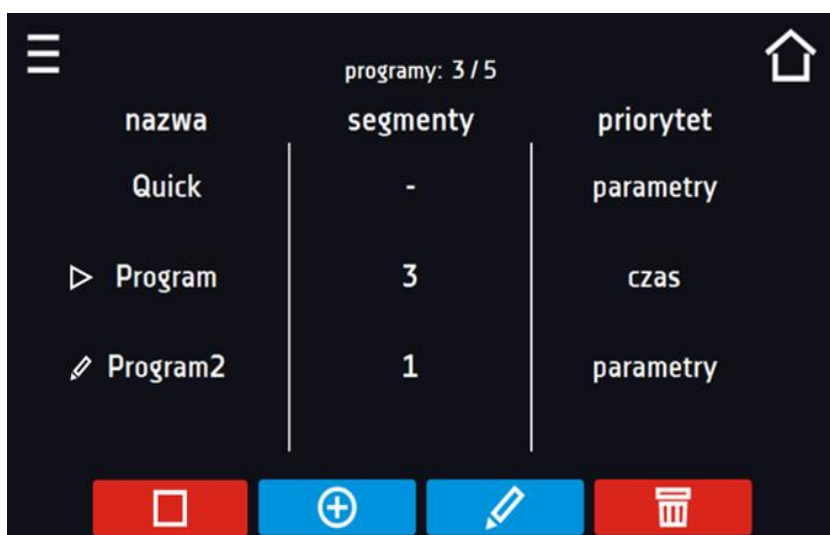 programy: 3 / 5
nazwa segmenty priorytet
Quick - parametry
Program 3 czas
Program2 1 parametry